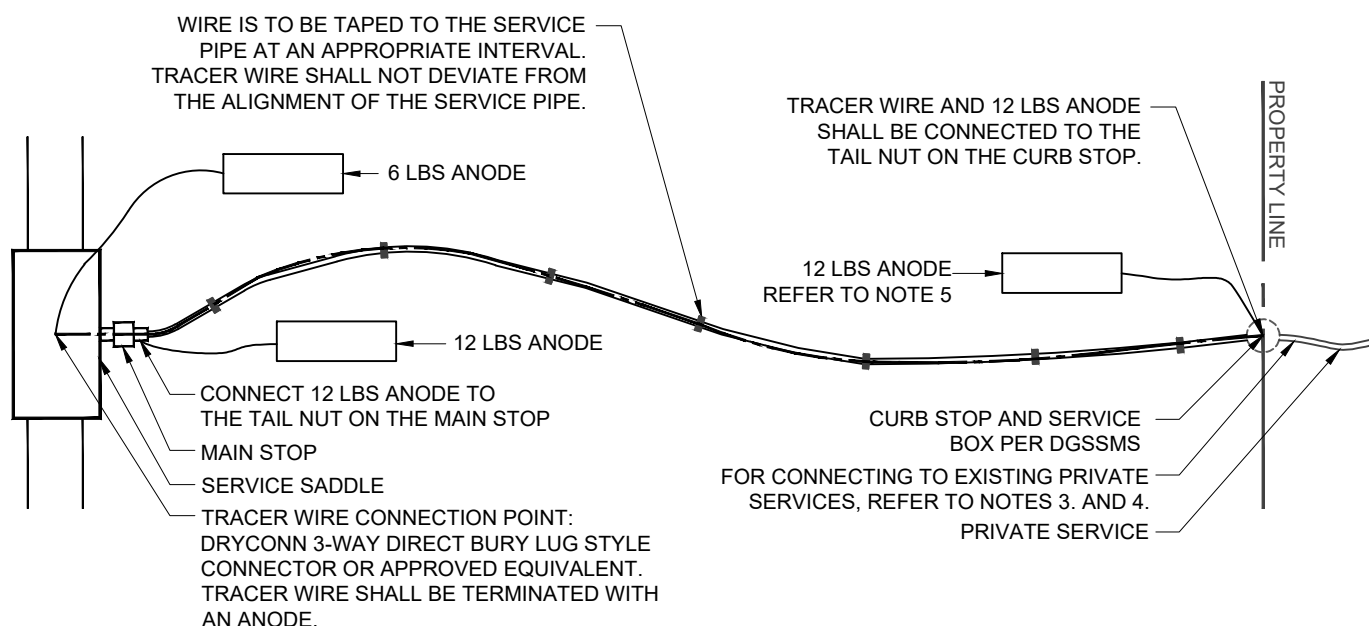 WIRE IS TO BE TAPED TO THE SERVICE
PIPE AT AN APPROPRIATE INTERVAL.
TRACER WIRE SHALL NOT DEVIATE FROM
THE ALIGNMENT OF THE SERVICE PIPE.
TRACER WIRE AND 12 LBS ANODE
SHALL BE CONNECTED TO THE
TAIL NUT ON THE CURB STOP.
PROPERTY LINE
6 LBS ANODE
12 LBS ANODE
REFER TO NOTE 5
12 LBS ANODE
CONNECT 12 LBS ANODE TO
THE TAIL NUT ON THE MAIN STOP
MAIN STOP
SERVICE SADDLE
TRACER WIRE CONNECTION POINT:
DRYCONN 3-WAY DIRECT BURY LUG STYLE
CONNECTOR OR APPROVED EQUIVALENT.
TRACER WIRE SHALL BE TERMINATED WITH
AN ANODE.
CURB STOP AND SERVICE
BOX PER DGSSMS
FOR CONNECTING TO EXISTING PRIVATE
SERVICES, REFER TO NOTES 3. AND 4.
PRIVATE SERVICE